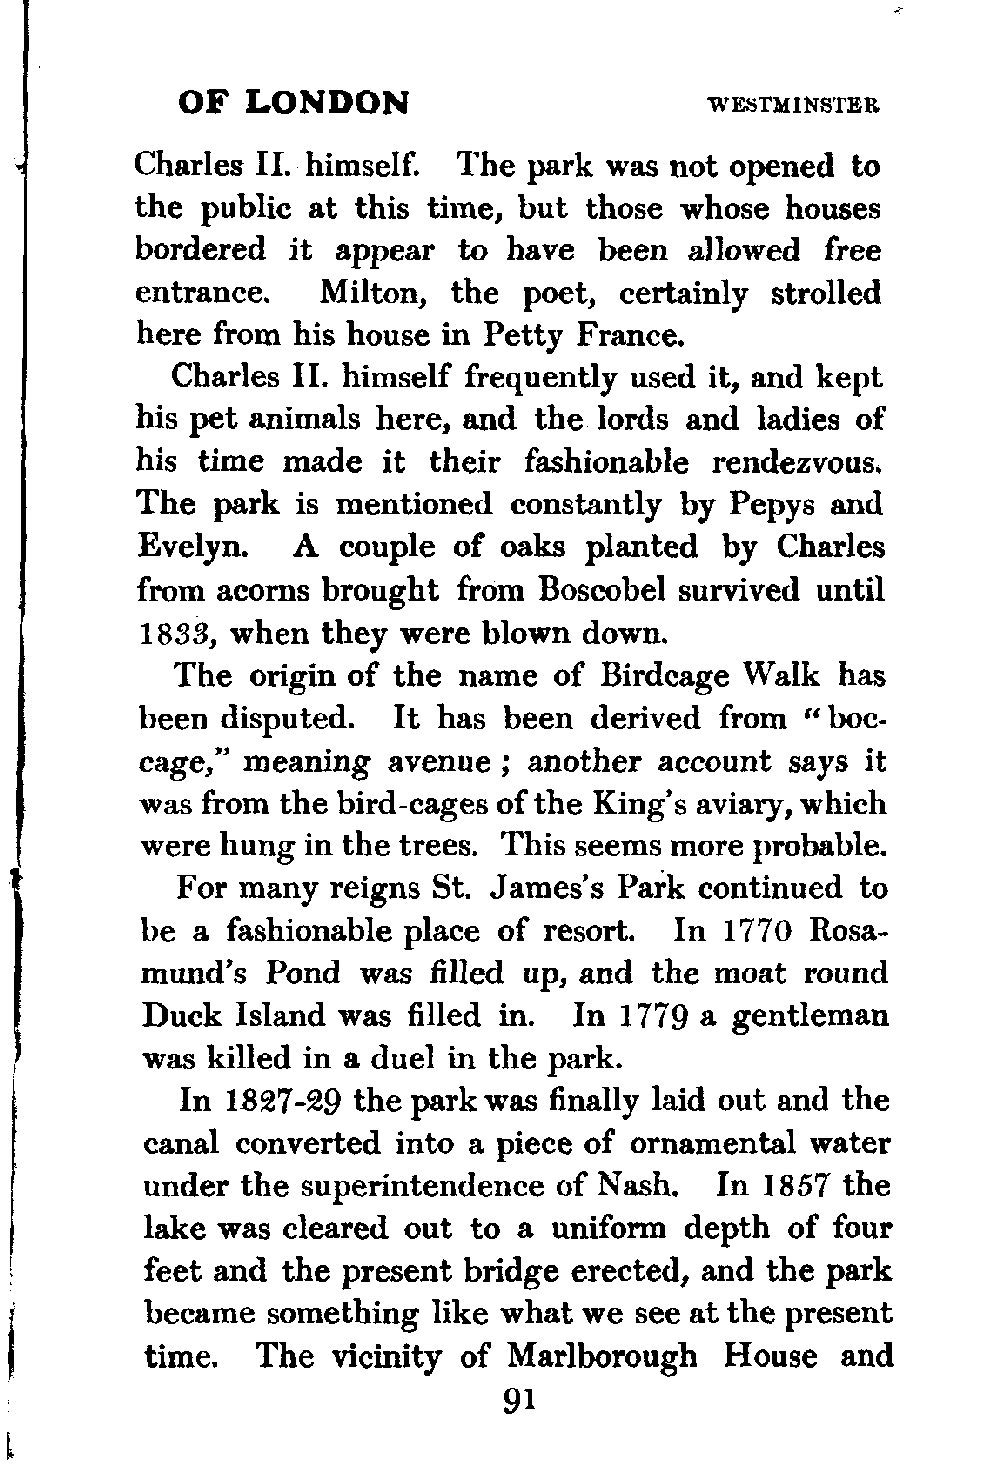 OF LONDON WESTMINSTER
Charles II. himself. The park was not opened to
the public at this time, but those whose houses
bordered it appear to have been allowed free
entrance. Milton, the poet, certainly strolled
here from his house in Petty France.
Charles II. himself frequently used it, and kept
his pet animals here, and the lords and ladies of
his time made it their fashionable rendezvous.
The park is mentioned constantly by Pepys and
Evelyn. A couple of oaks planted by Charles
from acorns brought from Boscobel survived until
1833, when they were blown down.
The origin of the name of Birdcage Walk has
been disputed. It has been derived from “boc-
cage,” meaning avenue ; another account says it
was from the bird-cages of the King's aviary, which
were hung in the trees. This seems more probable.
For many reigns St. James's Park continued to
be a fashionable place of resort. In 1770 Rosa-
mund's Pond was filled up, and the moat round
Duck Island was filled in. In 1779 a gentleman
was killed in a duel in the park.
In 1827-29 the park was finally laid out and the
canal converted into a piece of ornamental water
under the superintendence of Nash. In 1857 the
lake was cleared out to a uniform depth of four
feet and the present bridge erected, and the park
became something like what we see at the present
time. The vicinity of Marlborough House and
91